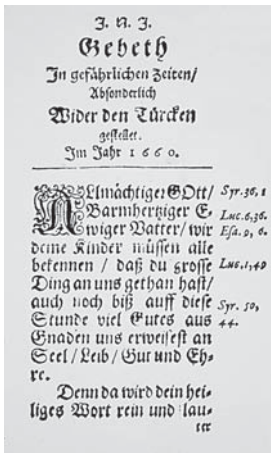 J. N. J.
Gebeth
In gefährlichen Zeiten/
Absonderlich
Wider den Türcken
gestellet.
Im Jahr 1660.
ALlmächtiger GOtt/ Syr. 36, 1
Barmhertziger E- Luc. 6, 36.
wiger Vatter/ wir Esa. 9, 6.
deine Kinder müssen alle
bekennen / daß du grosse Luc. 1, 49
Ding an uns gethan hast/
auch noch biß auff diese Syr. 50,
Stunde viel Gutes aus 44.
Gnaden uns erweisest an
Seel / Leib / Gut und Eh-
re.
Denn da wird dein hei-
liges Wort rein und lau-
ter